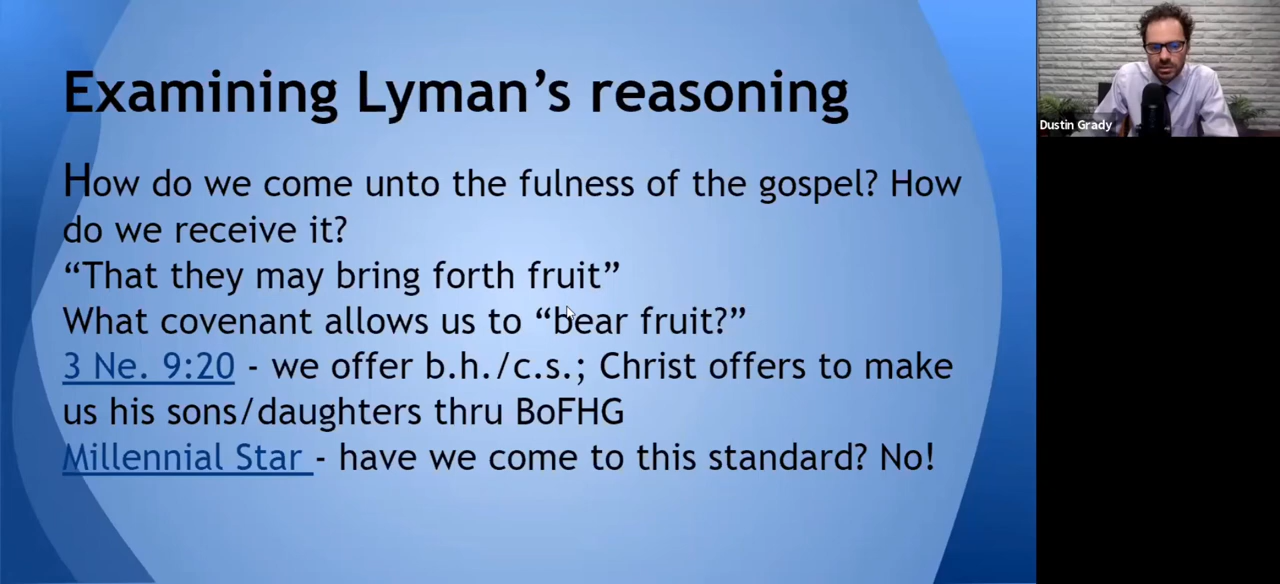 Examining Lyman’s reasoning
How do we come unto the fulness of the gospel? How
do we receive it?
“That they may bring forth fruit”
What covenant allows us to “bear fruit?”
3 Ne. 9:20 - we offer b.h./c.s.; Christ offers to make
us his sons/daughters thru BoFHG
Millennial Star - have we come to this standard? No!
Dustin Grady